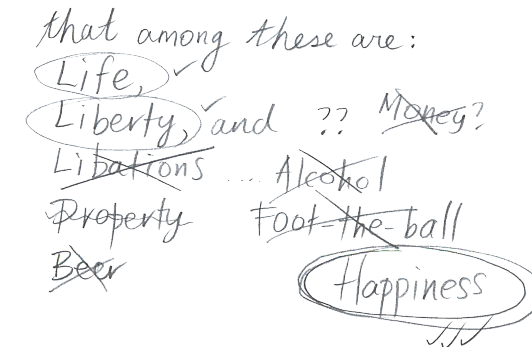 that among these are:
Life,
Liberty, and ?? Money?
Libations .... Alcohol
Property Foot-the-ball
Beer
Happiness